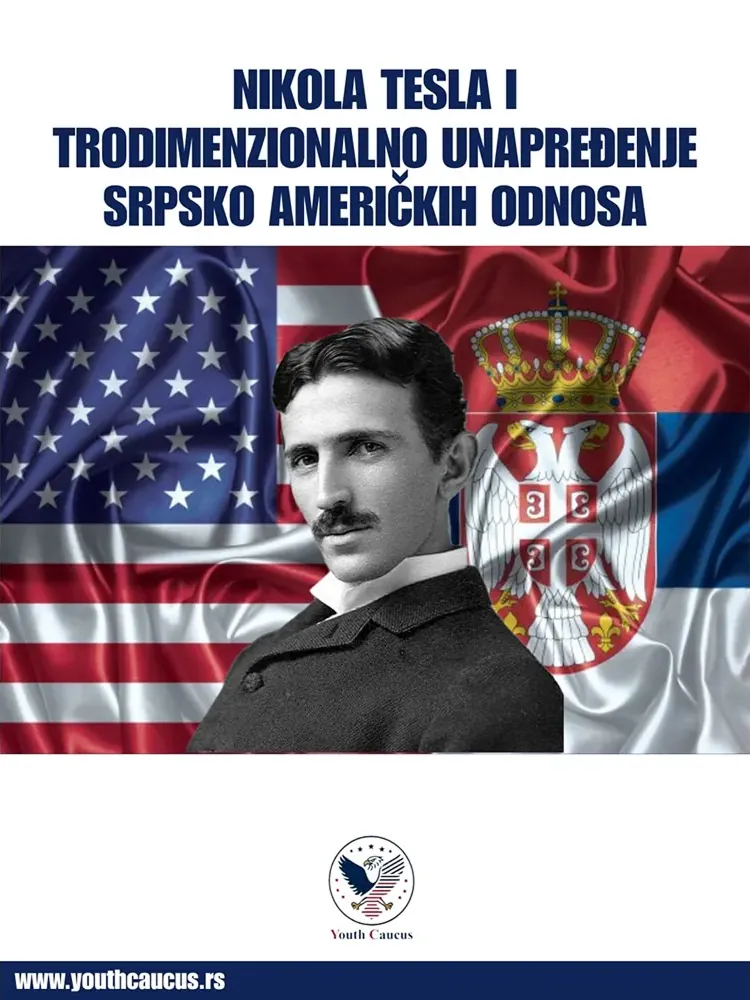 NIKOLA TESLA I
TRODIMENZIONALNO UNAPREĐENJE
SRPSKO AMERIČKIH ODNOSA
Youth Caucus
www.youthcaucus.rs